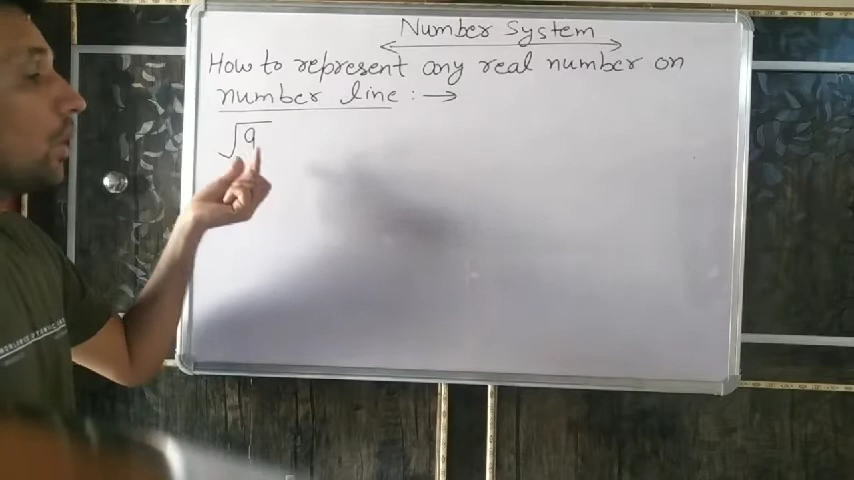 Number System
How to represent any real number on
number line : →
√9